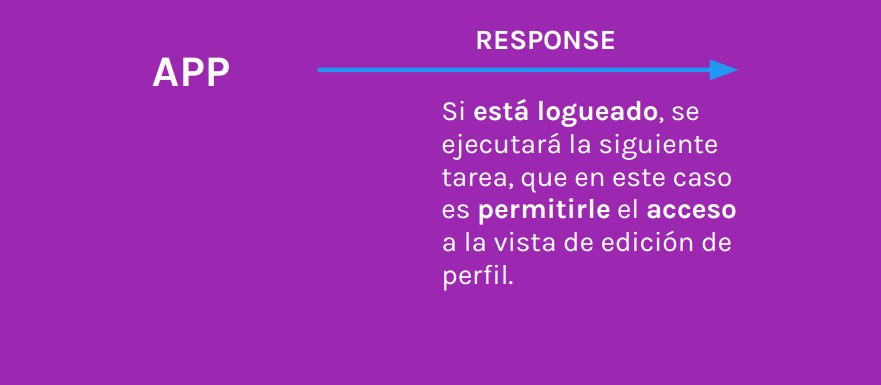 RESPONSE
APP
Si está logueado, se
ejecutará la siguiente
tarea, que en este caso
es permitirle el acceso
a la vista de edición de
perfil.